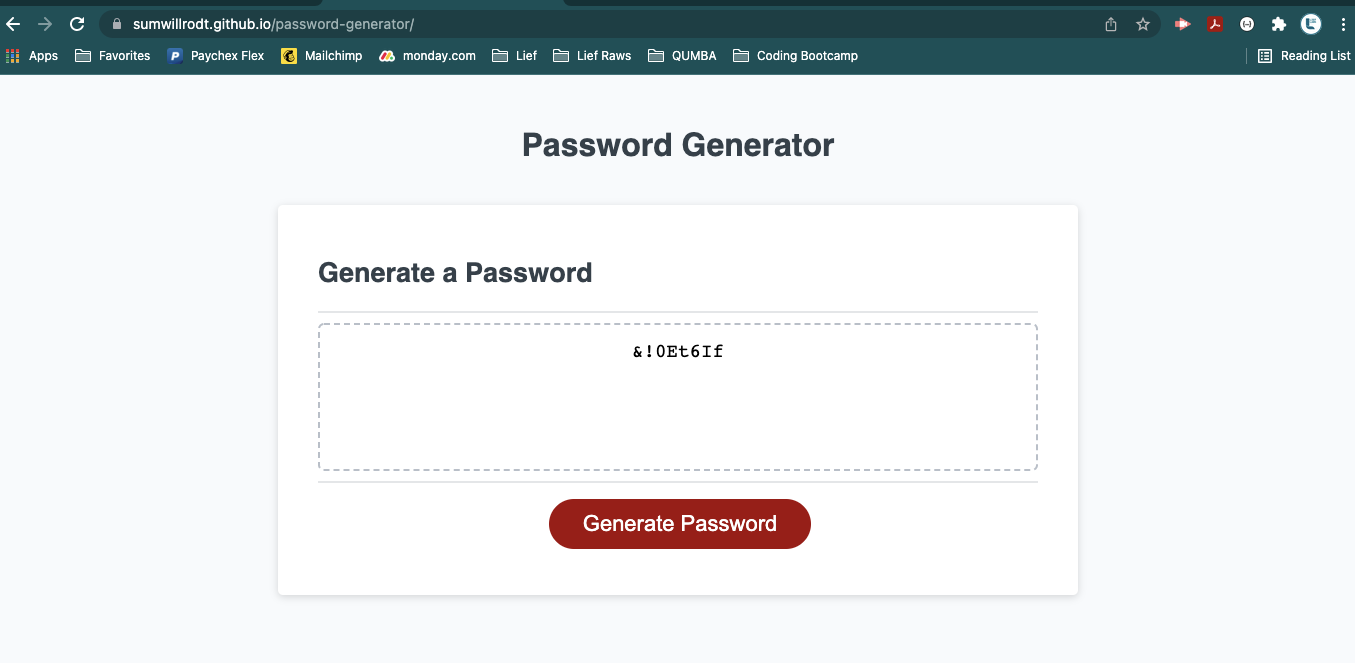 sumwillrodt.github.io/password-generator/
Apps Favorites Paychex Flex Mailchimp monday.com Lief Lief Raws QUMBA Coding Bootcamp Reading List
Password Generator
Generate a Password
&!0Et6If
Generate Password